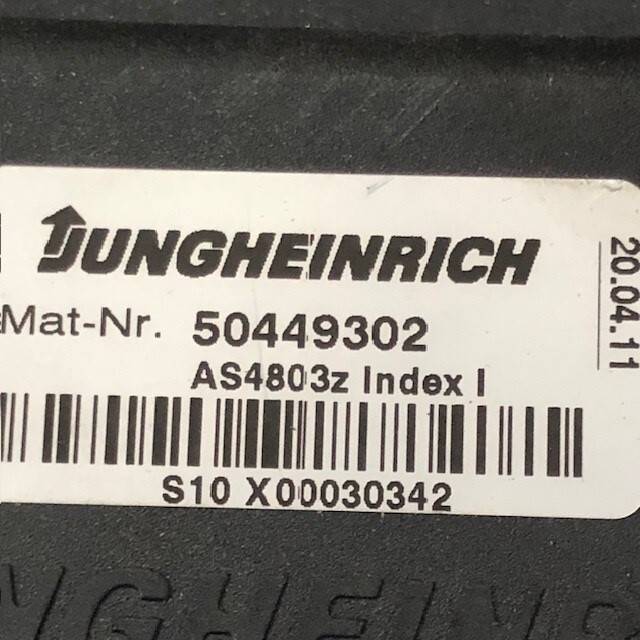 JUNGHEINRICH
Mat-Nr. 50449302
AS4803z Index I
S10 X00030342
20.04.11